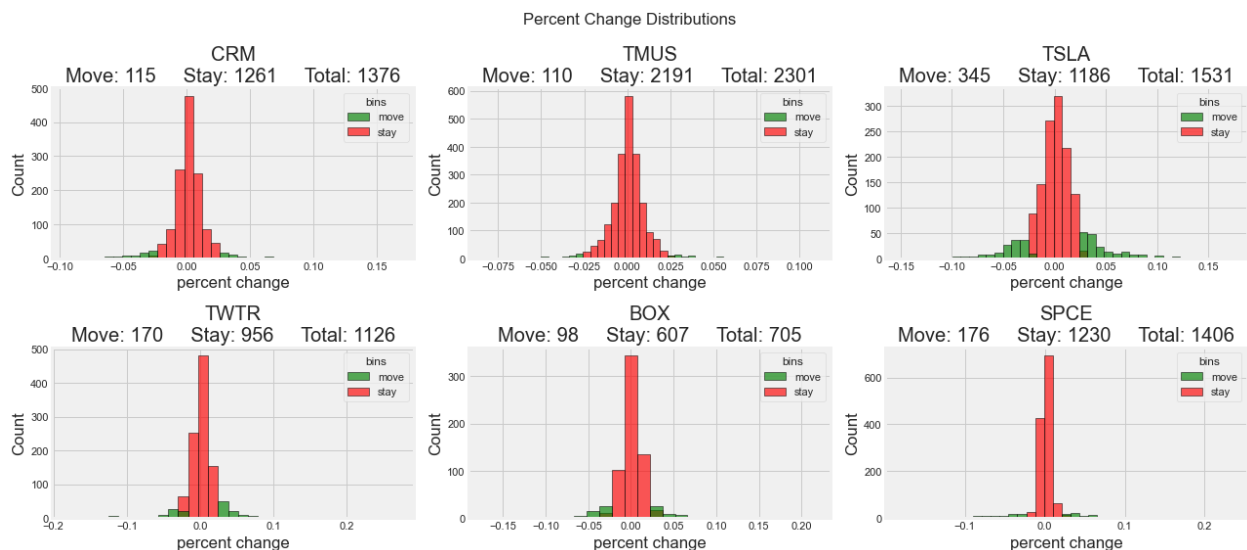 Percent Change Distributions
CRM
Move: 115 Stay: 1261 Total: 1376
500
400
300
200
100
0
Count
bins
move
stay
−0.10 −0.05 0.00 0.05 0.10 0.15
percent change
TMUS
Move: 110 Stay: 2191 Total: 2301
600
500
400
300
200
100
0
Count
bins
move
stay
−0.075 −0.050 −0.025 0.000 0.025 0.050 0.075 0.100
percent change
TSLA
Move: 345 Stay: 1186 Total: 1531
300
250
200
150
100
50
0
Count
bins
move
stay
−0.15 −0.10 −0.05 0.00 0.05 0.10 0.15
percent change
TWTR
Move: 170 Stay: 956 Total: 1126
500
400
300
200
100
0
Count
bins
move
stay
−0.2 −0.1 0.0 0.1 0.2
percent change
BOX
Move: 98 Stay: 607 Total: 705
300
200
100
0
Count
bins
move
stay
−0.15 −0.10 −0.05 0.00 0.05 0.10 0.15 0.20
percent change
SPCE
Move: 176 Stay: 1230 Total: 1406
600
400
200
0
Count
bins
move
stay
−0.1 0.0 0.1 0.2
percent change